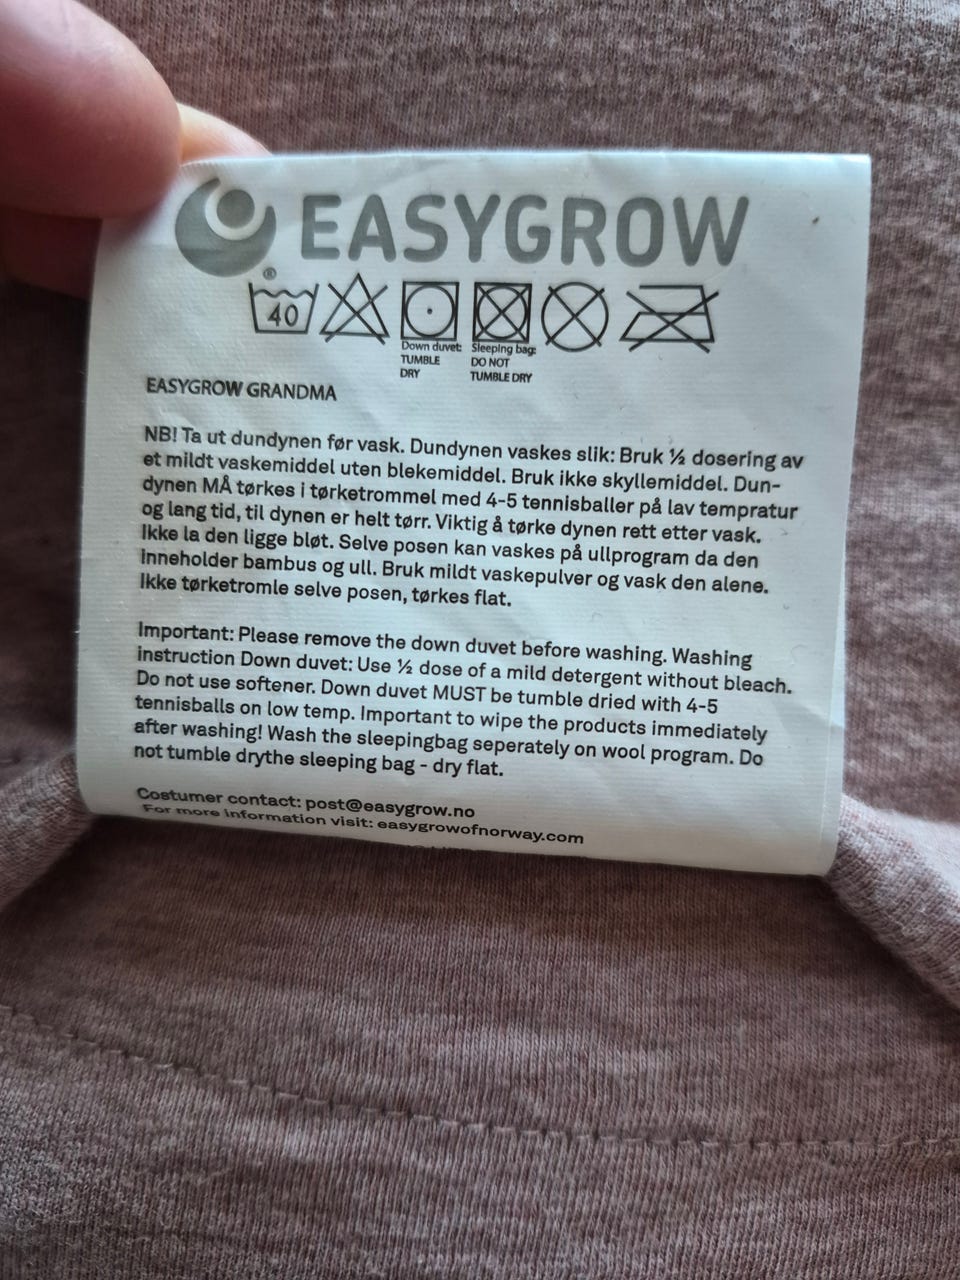 EASYGROW
®
40
Down duvet: TUMBLE DRY
Sleeping bag: DO NOT TUMBLE DRY
EASYGROW GRANDMA
NB! Ta ut dundynen før vask. Dundynen vaskes slik: Bruk ½ dosering av
et mildt vaskemiddel uten blekemiddel. Bruk ikke skyllemiddel. Dun-
dynen MÅ tørkes i tørketrommel med 4-5 tennisballer på lav tempratur
og lang tid, til dynen er helt tørr. Viktig å tørke dynen rett etter vask.
Ikke la den ligge bløt. Selve posen kan vaskes på ullprogram da den
inneholder bambus og ull. Bruk mildt vaskepulver og vask den alene.
Ikke tørketromle selve posen, tørkes flat.
Important: Please remove the down duvet before washing. Washing
instruction Down duvet: Use ½ dose of a mild detergent without bleach.
Do not use softener. Down duvet MUST be tumble dried with 4-5
tennisballs on low temp. Important to wipe the products immediately
after washing! Wash the sleepingbag seperately on wool program. Do
not tumble drythe sleeping bag - dry flat.
Costumer contact: post@easygrow.no
For more information visit: easygrowofnorway.com